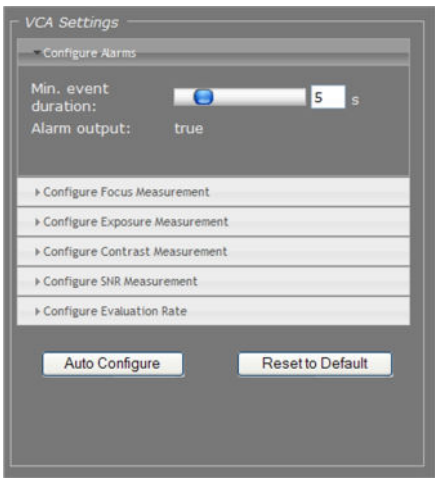 VCA Settings
Configure Alarms
Min. event
duration:
5 s
Alarm output: true
Configure Focus Measurement
Configure Exposure Measurement
Configure Contrast Measurement
Configure SNR Measurement
Configure Evaluation Rate
Auto Configure
Reset to Default